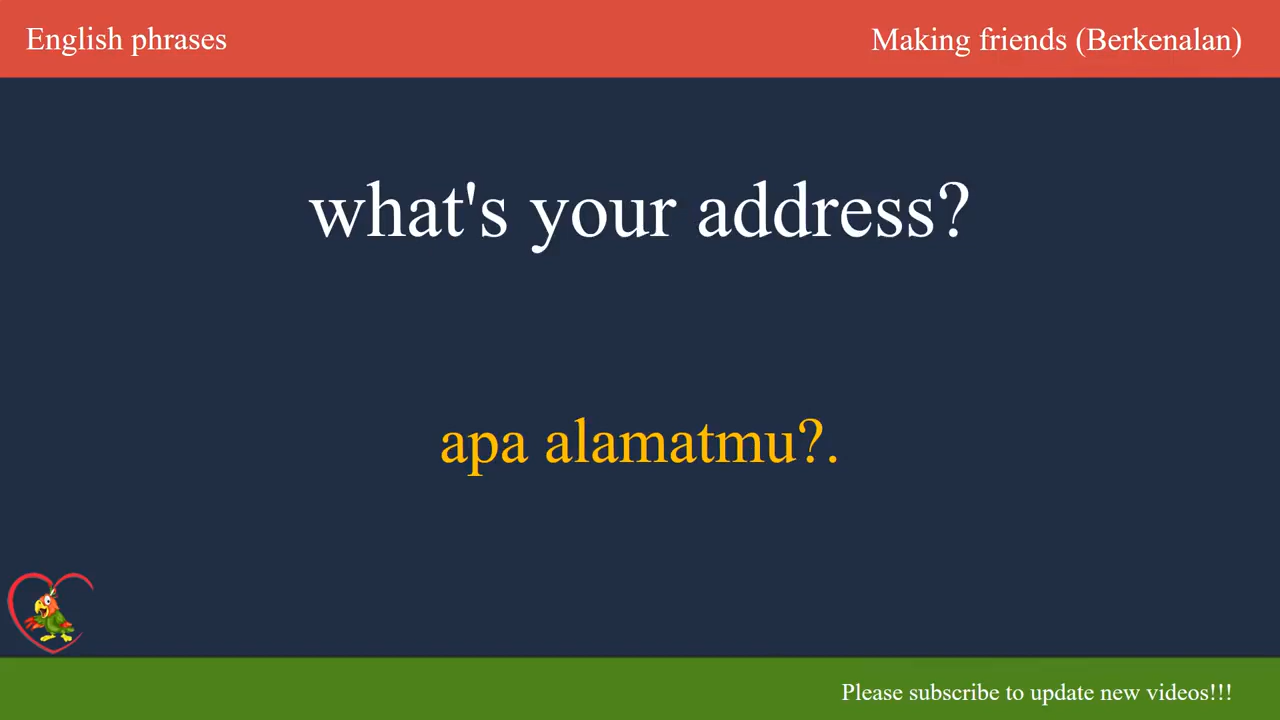 English phrases
Making friends (Berkenalan)
what's your address?
apa alamatmu?.
Please subscribe to update new videos!!!